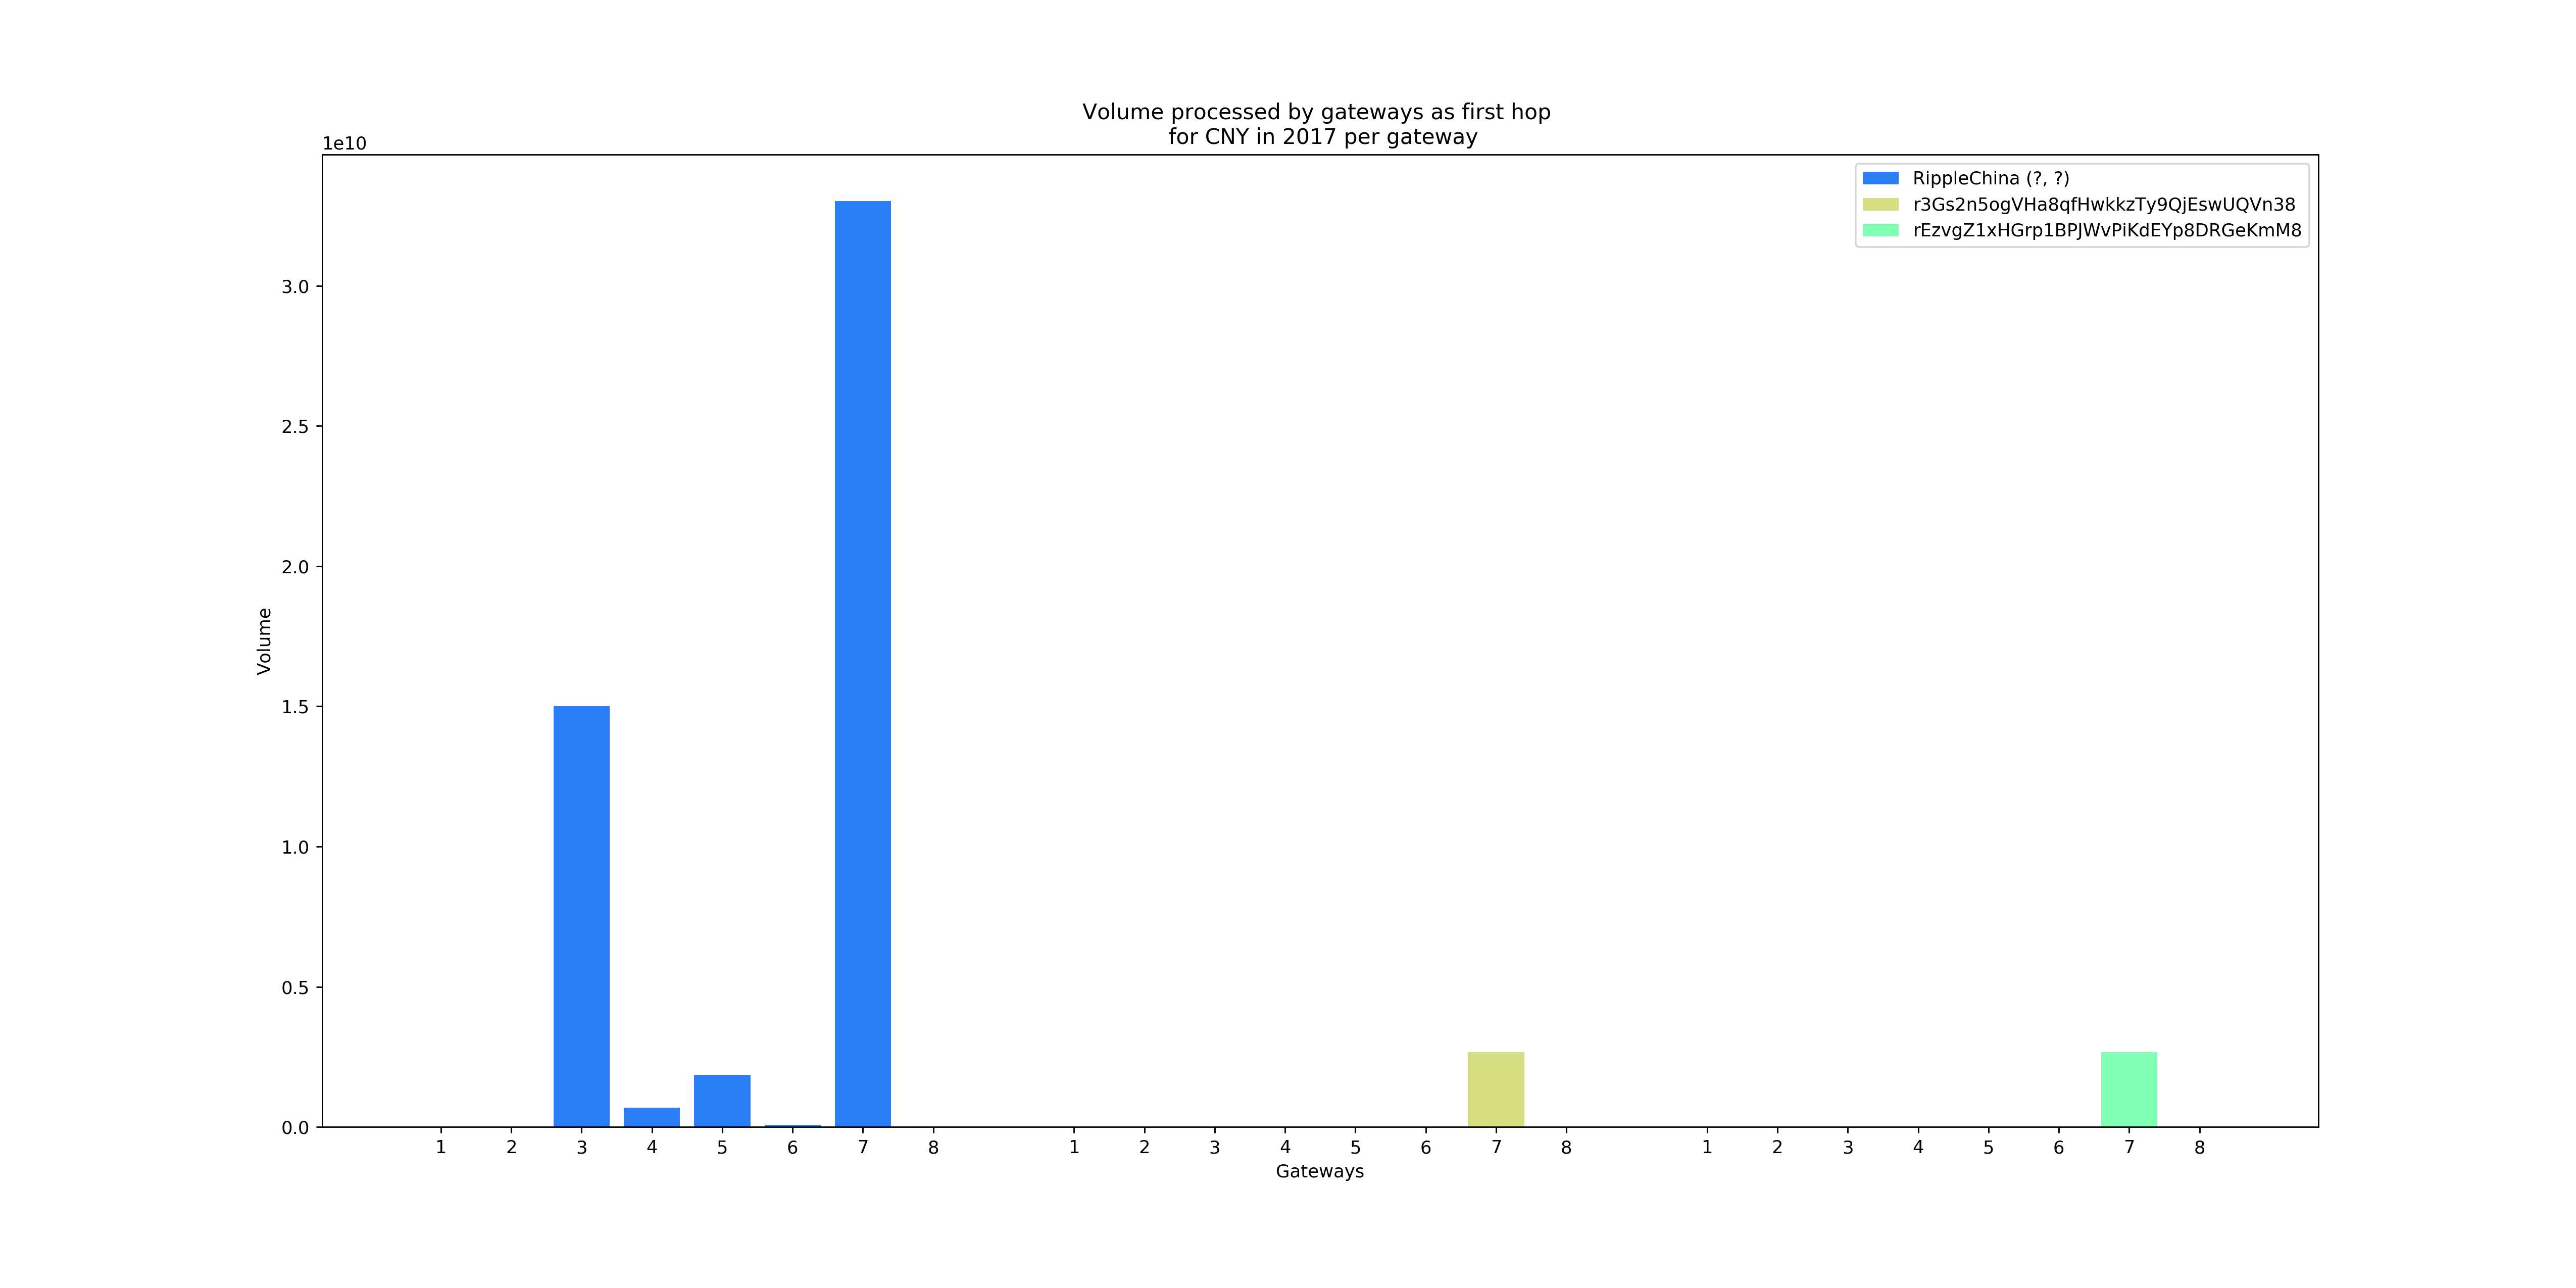 Volume processed by gateways as first hop
for CNY in 2017 per gateway
1e10
RippleChina (?, ?)
r3Gs2n5ogVHa8qfHwkkzTy9QjEswUQVn38
rEzvgZ1xHGrp1BPJWvPiKdEYp8DRGeKmM8
3.0
2.5
2.0
1.5
1.0
0.5
0.0
Volume
1 2 3 4 5 6 7 8 1 2 3 4 5 6 7 8 1 2 3 4 5 6 7 8
Gateways